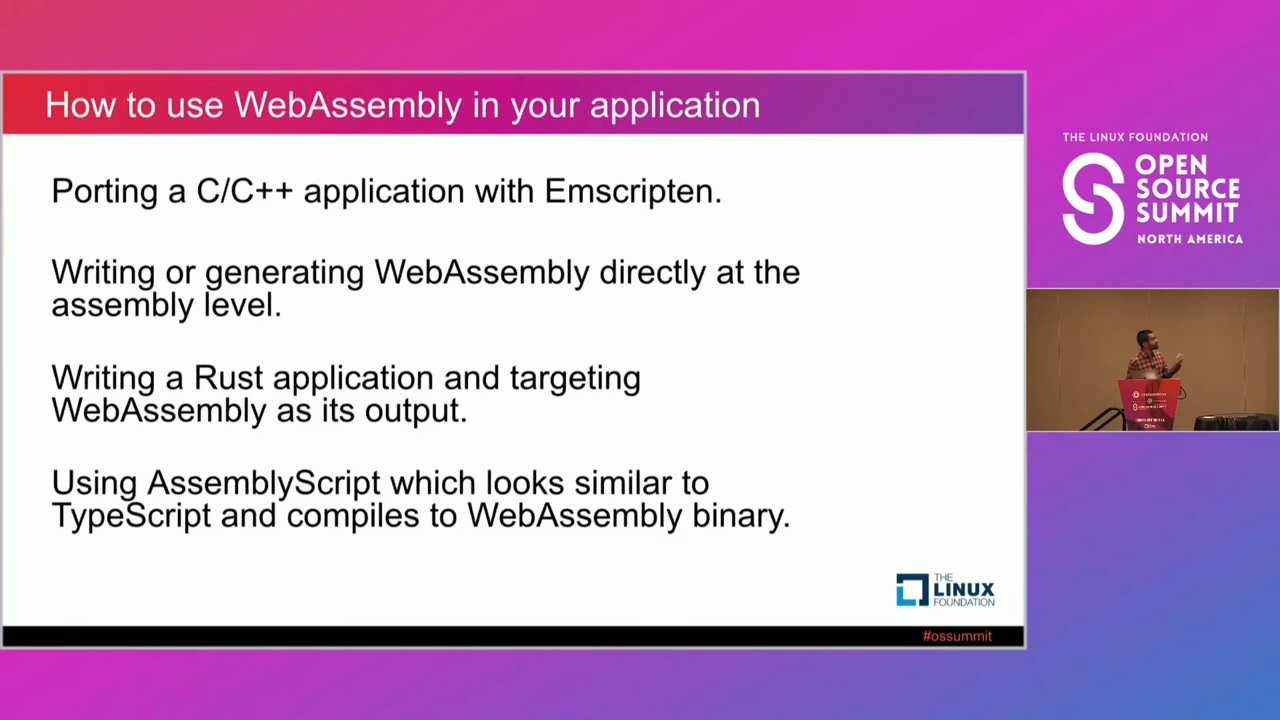 How to use WebAssembly in your application
Porting a C/C++ application with Emscripten.
Writing or generating WebAssembly directly at the
assembly level.
Writing a Rust application and targeting
WebAssembly as its output.
Using AssemblyScript which looks similar to
TypeScript and compiles to WebAssembly binary.
THE
LINUX
FOUNDATION
#ossummit
THE LINUX FOUNDATION
OPEN
SOURCE
SUMMIT
NORTH AMERICA